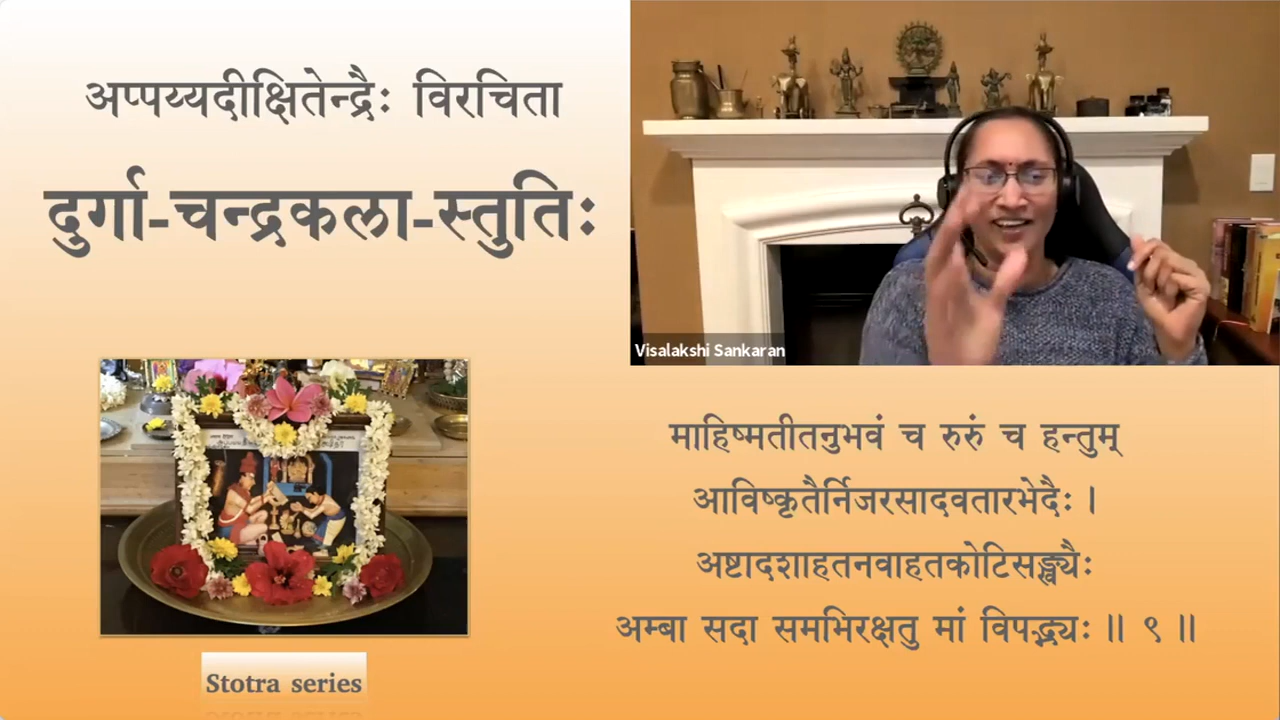 अप्पय्यदीक्षितेन्द्रैः विरचिता
दुर्गा-चन्द्रकला-स्तुतिः
Visalakshi Sankaran
माहिष्मतीतनुभवं च रुरुं च हन्तुम्
आविष्कृतैर्निजरसादवतारभेदैः ।
अष्टादशाहतनवाहतकोटिसङ्ख्यैः
अम्बा सदा समभिरक्षतु मां विपद्भ्यः ॥ ९ ॥
Stotra series